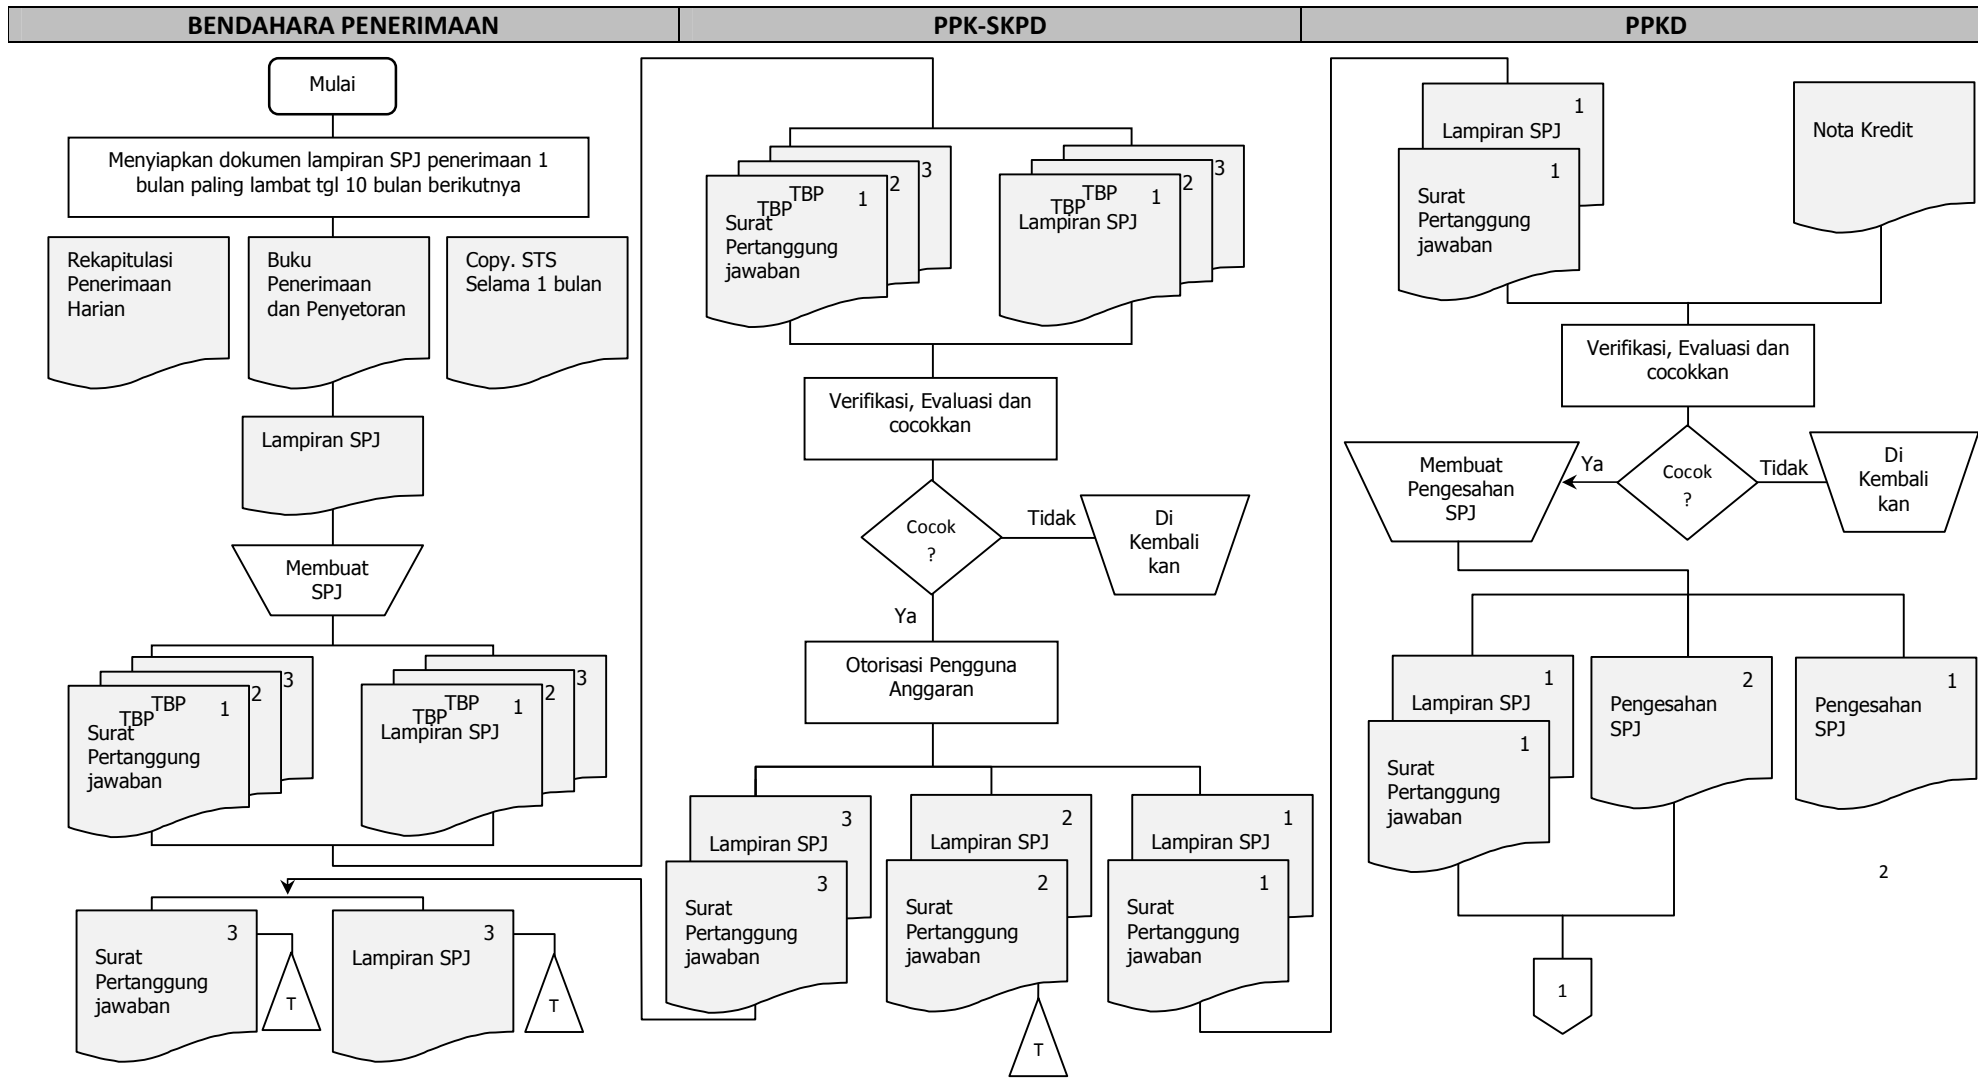 BENDAHARA PENERIMAAN
PPK-SKPD
PPKD
Mulai
Menyiapkan dokumen lampiran SPJ penerimaan 1
bulan paling lambat tgl 10 bulan berikutnya
Rekapitulasi
Penerimaan
Harian
Buku
Penerimaan
dan Penyetoran
Copy. STS
Selama 1 bulan
Lampiran SPJ
Membuat
SPJ
3
2
TBP
TBP
1
Surat
Pertanggung
jawaban
3
2
TBP
TBP
1
Lampiran SPJ
3
Surat
Pertanggung
jawaban
T
3
Lampiran SPJ
T
3
2
TBP
TBP
1
Surat
Pertanggung
jawaban
3
2
TBP
TBP
1
Lampiran SPJ
Verifikasi, Evaluasi dan
cocokkan
Cocok
?
Tidak
Di
Kembali
kan
Ya
Otorisasi Pengguna
Anggaran
3
Lampiran SPJ
3
Surat
Pertanggung
jawaban
2
Lampiran SPJ
2
Surat
Pertanggung
jawaban
T
1
Lampiran SPJ
1
Surat
Pertanggung
jawaban
1
Lampiran SPJ
1
Surat
Pertanggung
jawaban
Nota Kredit
Verifikasi, Evaluasi dan
cocokkan
Cocok
?
Tidak
Di
Kembali
kan
Ya
Membuat
Pengesahan
SPJ
1
Lampiran SPJ
1
Surat
Pertanggung
jawaban
2
Pengesahan
SPJ
1
Pengesahan
SPJ
2
1